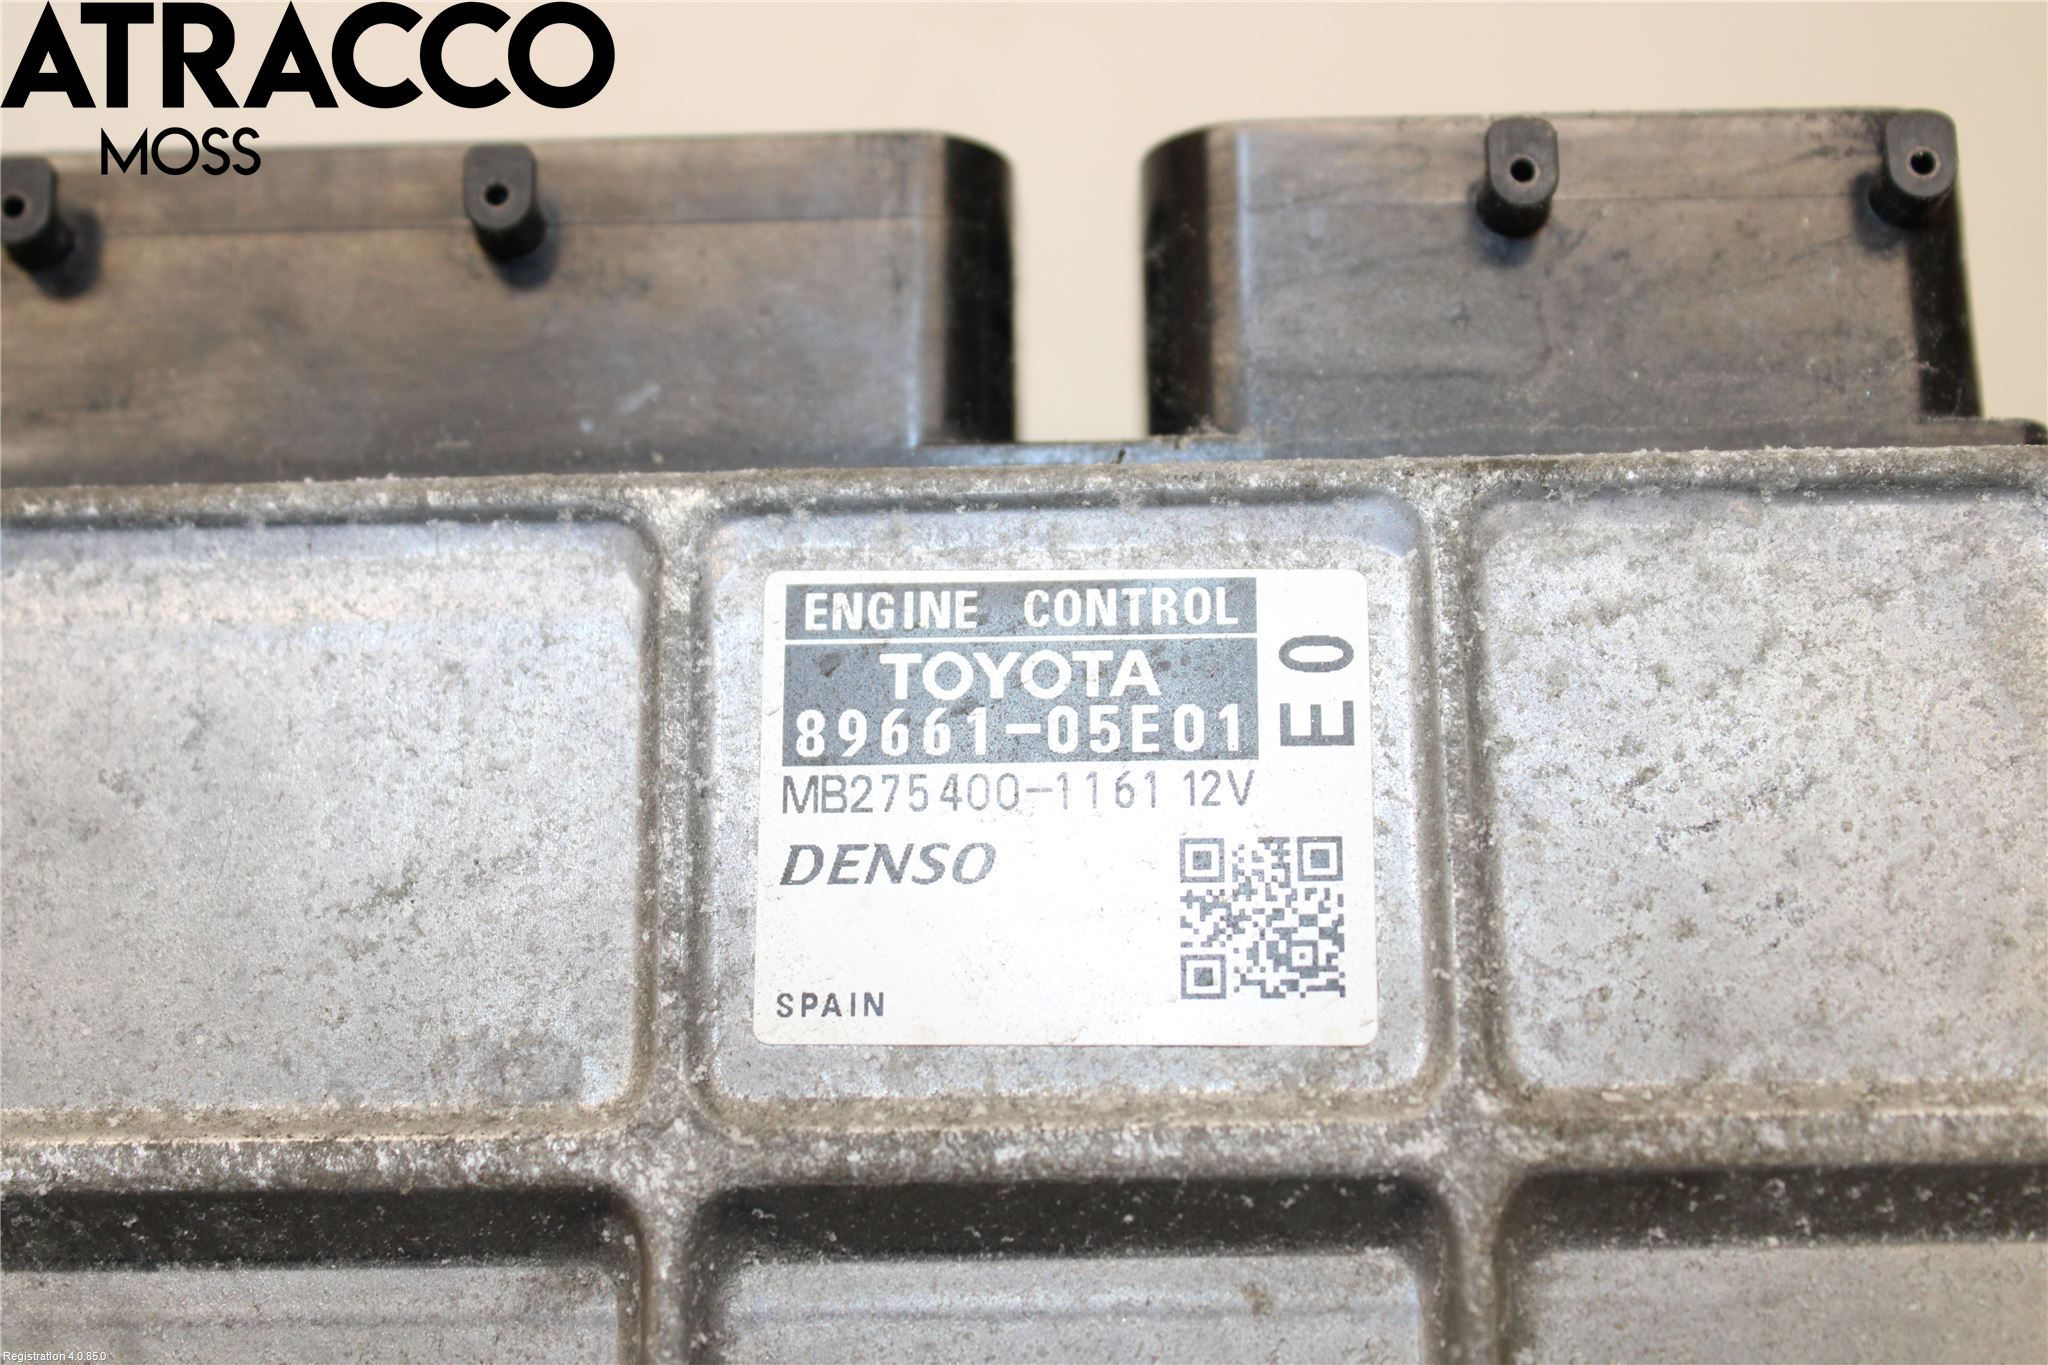 ATRACCO
MOSS
ENGINE CONTROL
TOYOTA
89661-05E01
E0
MB275400-1161 12V
DENSO
SPAIN
Registration 4.0.85.0